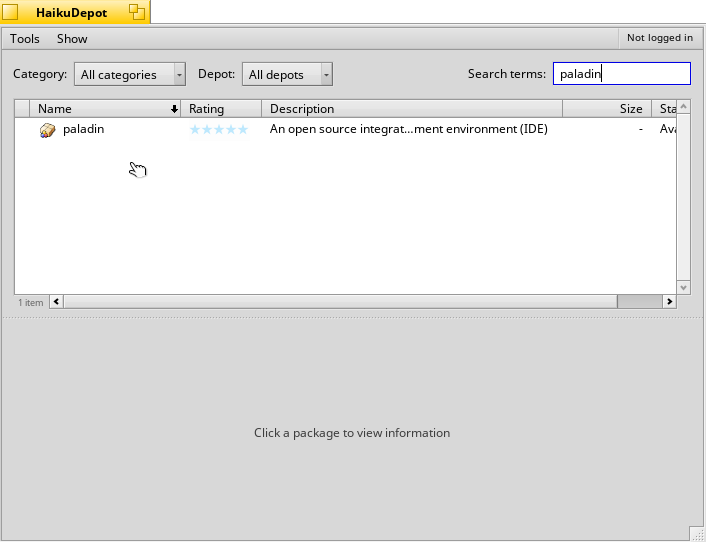 HaikuDepot
Tools Show Not logged in
Category: All categories Depot: All depots Search terms: paladin
Name Rating Description Size Sta
paladin An open source integrat...ment environment (IDE) - Ava
1 item
Click a package to view information